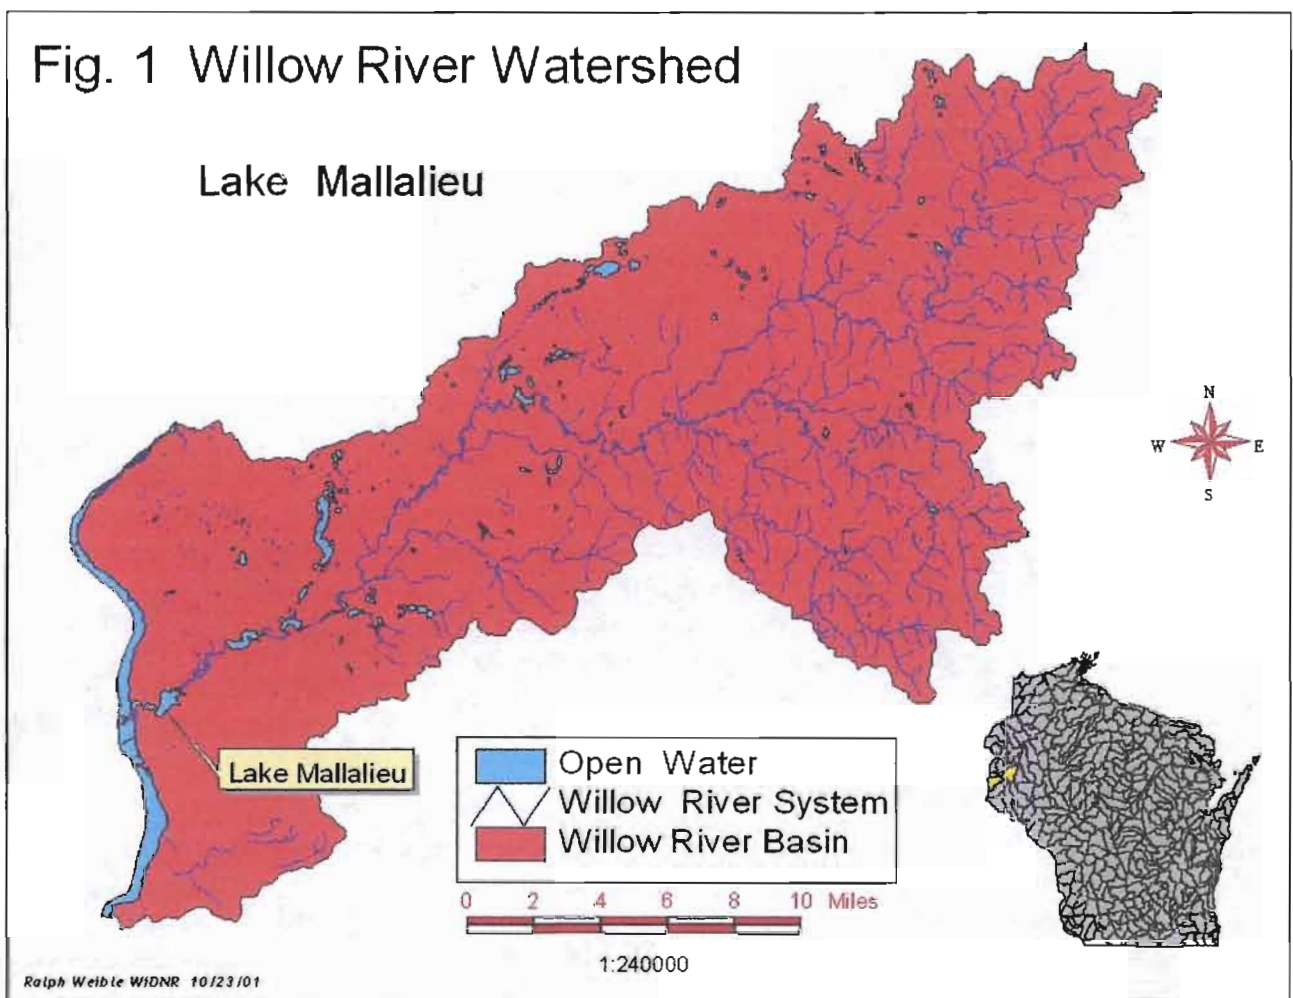 Fig. 1 Willow River Watershed
Lake Mallalieu
N
W E
S
Lake Mallalieu
Open Water
Willow River System
Willow River Basin
0 2 4 6 8 10 Miles
1:240000
Ralph Weible WIDNR 10/23/01